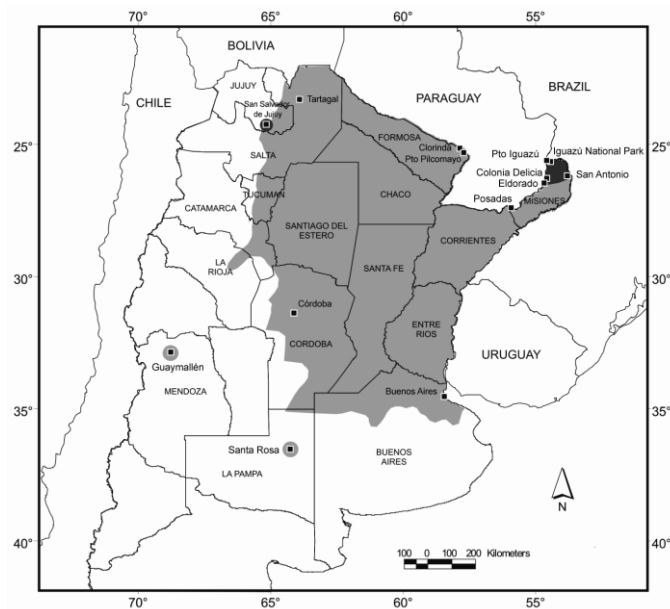 70°
65°
60°
55°
BOLIVIA
JUJUY
San Salvador
de Jujuy
Tartagal
PARAGUAY
BRAZIL
CHILE
25°
25°
SALTA
FORMOSA
Clorinda
Pto Pilcomayo
Pto Iguazú
Iguazú National Park
Colonia Delicia
San Antonio
Eldorado
TUCUMAN
CHACO
Posadas
MISIONES
CATAMARCA
SANTIAGO DEL
ESTERO
CORRIENTES
LA
RIOJA
SANTA FE
30°
30°
Córdoba
CORDOBA
ENTRE
RIOS
URUGUAY
Guaymallén
MENDOZA
Buenos Aires
35°
35°
Santa Rosa
LA PAMPA
BUENOS
AIRES
N
40°
40°
100 0 100 200 Kilometers
70°
65°
60°
55°